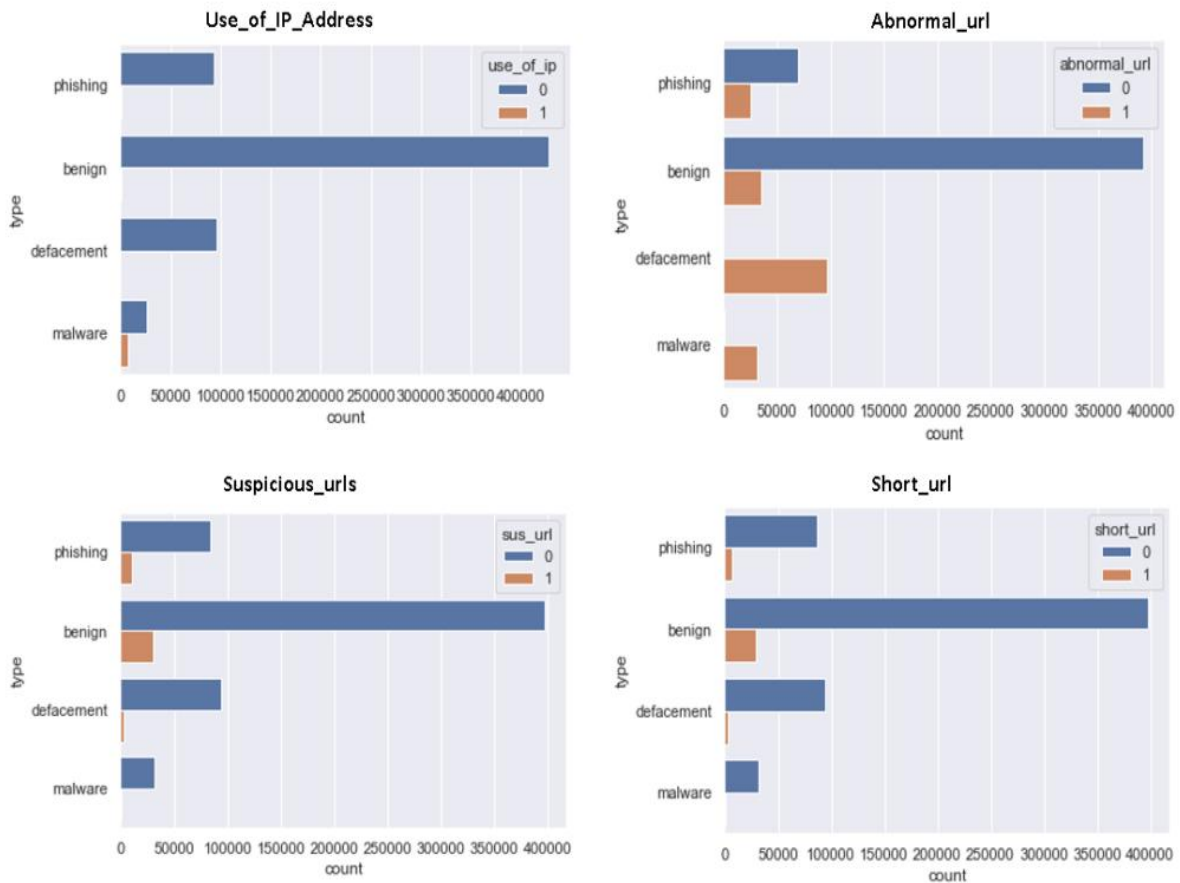 Use_of_IP_Address
use_of_ip
0
1
phishing
benign
defacement
malware
type
0 50000 100000 150000 200000 250000 300000 350000 400000
count
Abnormal_url
abnormal_url
0
1
phishing
benign
defacement
malware
type
0 50000 100000 150000 200000 250000 300000 350000 400000
count
Suspicious_urls
sus_url
0
1
phishing
benign
defacement
malware
type
0 50000 100000 150000 200000 250000 300000 350000 400000
count
Short_url
short_url
0
1
phishing
benign
defacement
malware
type
0 50000 100000 150000 200000 250000 300000 350000 400000
count